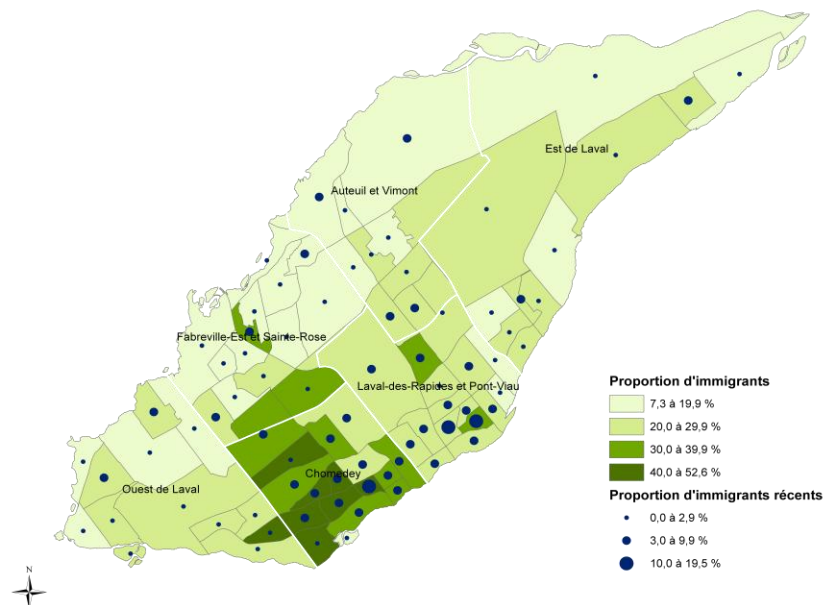 Est de Laval
Auteuil et Vimont
Fabreville-Est et Sainte-Rose
Laval-des-Rapides et Pont-Viau
Chomedey
Ouest de Laval
Proportion d'immigrants
7,3 à 19,9 %
20,0 à 29,9 %
30,0 à 39,9 %
40,0 à 52,6 %
Proportion d'immigrants récents
0,0 à 2,9 %
3,0 à 9,9 %
10,0 à 19,5 %
N